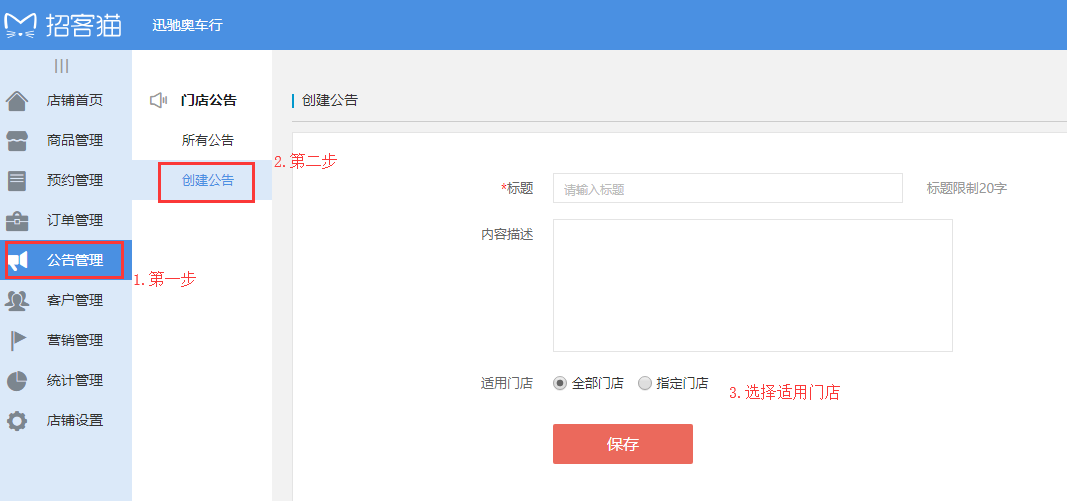 招客猫 迅驰奥车行
店铺首页
商品管理
预约管理
订单管理
公告管理
1.第一步
客户管理
营销管理
统计管理
店铺设置
门店公告
所有公告
创建公告
2.第二步
创建公告
*标题 请输入标题 标题限制20字
内容描述
适用门店 全部门店 指定门店
3.选择适用门店
保存